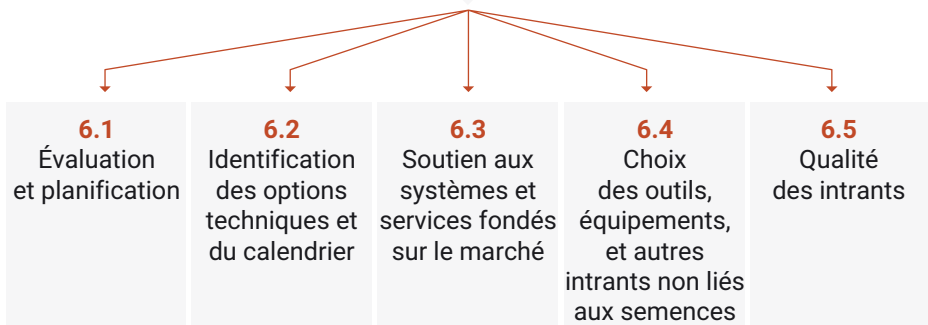 6.1
Évaluation
et planification
6.2
Identification
des options
techniques et
du calendrier
6.3
Soutien aux
systèmes et
services fondés
sur le marché
6.4
Choix
des outils,
équipements,
et autres
intrants non liés
aux semences
6.5
Qualité
des intrants